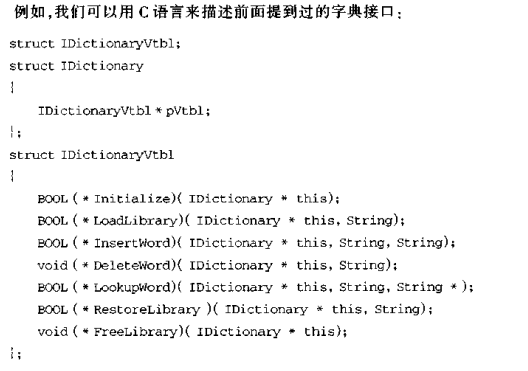 例如,我们可以用C语言来描述前面提到过的字典接口:
struct IDictionaryVtbl;
struct IDictionary
{
IDictionaryVtbl * pVtbl;
};
struct IDictionaryVtbl
{
BOOL ( * Initialize)( IDictionary * this);
BOOL ( * LoadLibrary)( IDictionary * this, String);
BOOL ( * InsertWord)( IDictionary * this, String, String);
void ( * DeleteWord)( IDictionary * this, String);
BOOL ( * LookupWord)( IDictionary * this, String, String * );
BOOL ( * RestoreLibrary )( IDictionary * this, String);
void ( * FreeLibrary)( IDictionary * this);
};